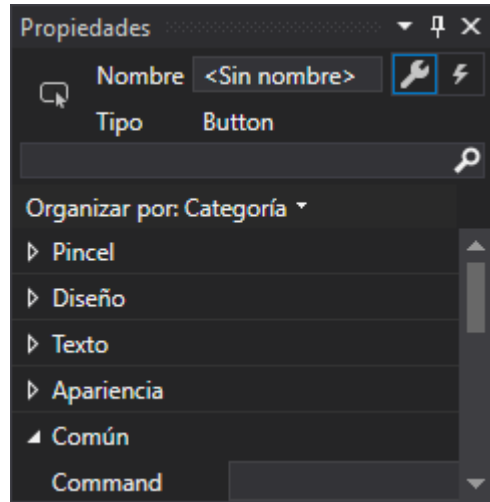 Propiedades
Nombre <Sin nombre>
Tipo Button
Organizar por: Categoría
Pincel
Diseño
Texto
Apariencia
Común
Command